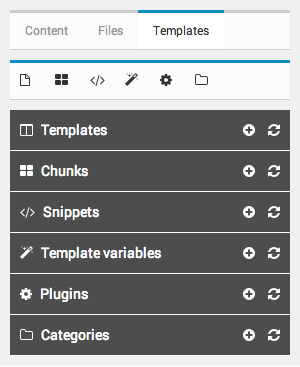 Content Files Templates
Templates
Chunks
Snippets
Template variables
Plugins
Categories